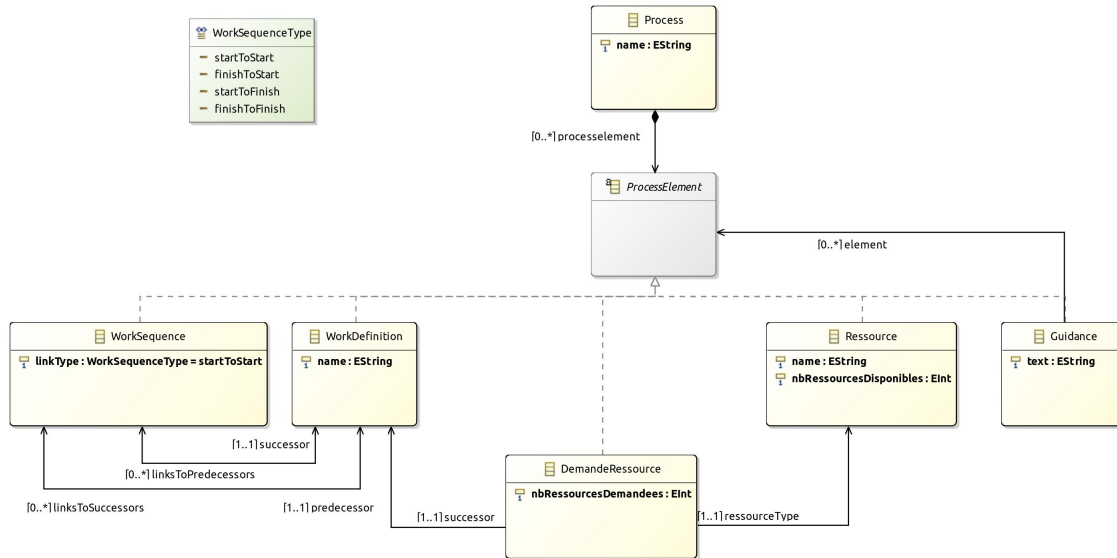 Process
name : EString
WorkSequenceType
startToStart
finishToStart
startToFinish
finishToFinish
[0..*] processelement
ProcessElement
[0..*] element
WorkSequence
linkType : WorkSequenceType = startToStart
WorkDefinition
name : EString
Ressource
name : EString
nbRessourcesDisponibles : EInt
Guidance
text : EString
[1..1] successor
[0..*] linksToPredecessors
[0..*] linksToSuccessors
[1..1] predecessor
DemandeRessource
nbRessourcesDemandees : EInt
[1..1] successor
[1..1] ressourceType